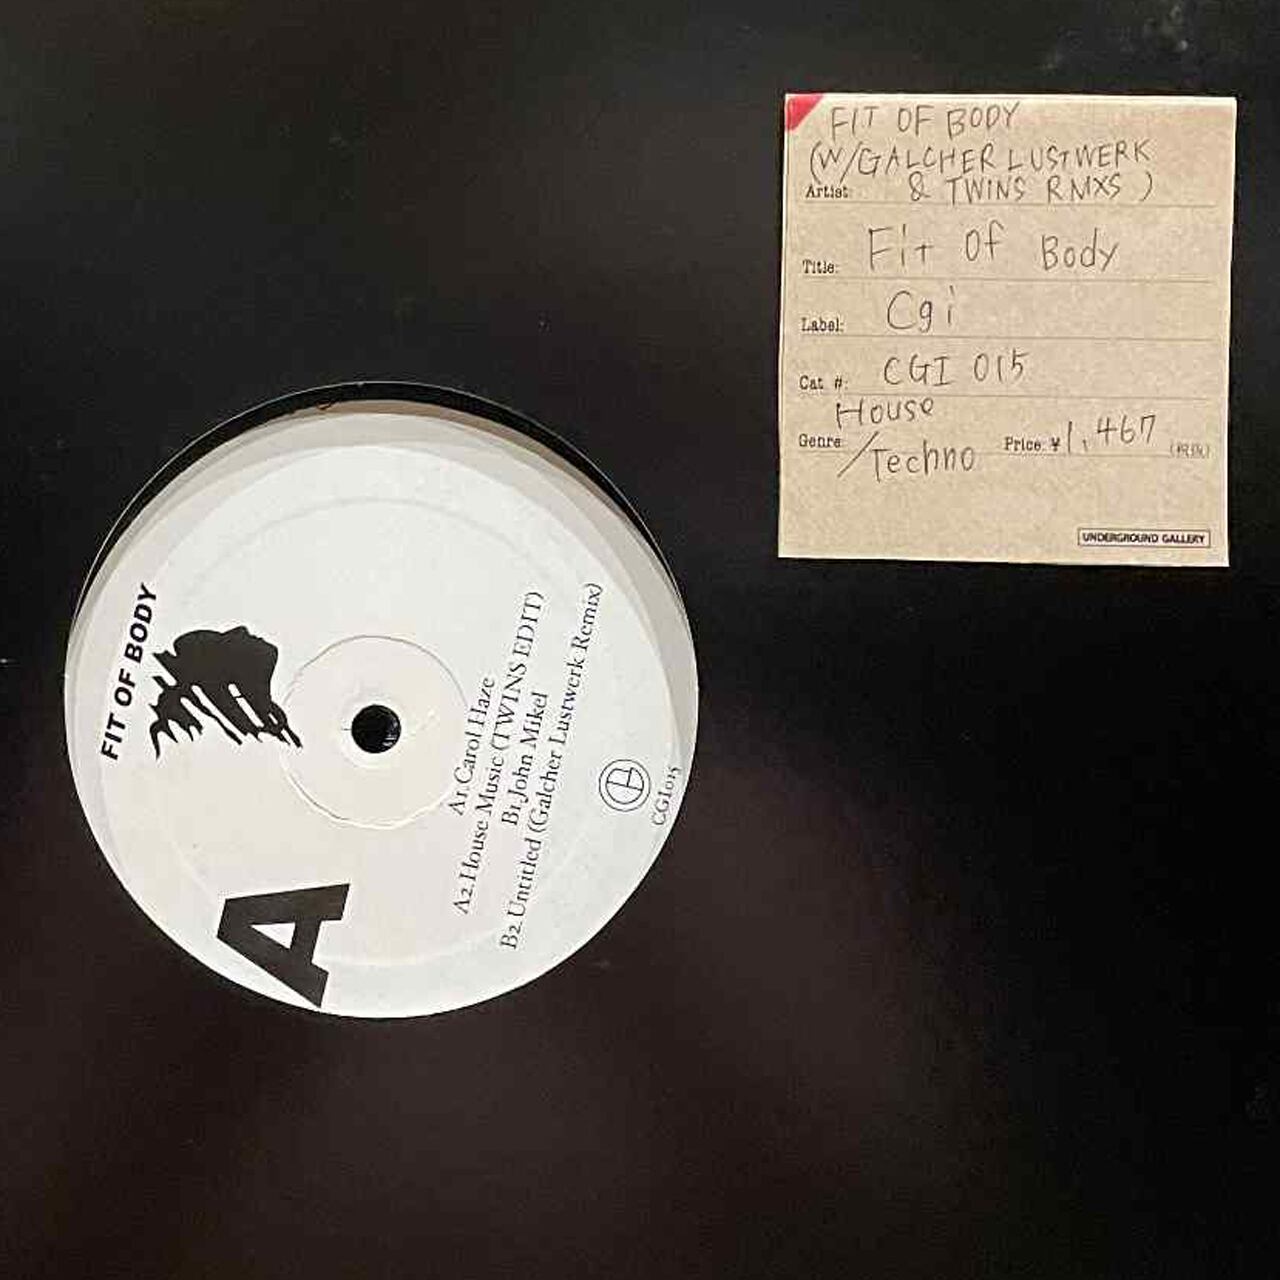 FIT OF BODY
A
A1.Carol Haze
A2.House Music (TWINS EDIT)
B1.John Mikel
B2.Untitled (Galcher Lustwerk Remix)
CGI015
FIT OF BODY
(W/GALCHER LUSTWERK
Artist: & TWINS RMXS )
Title: Fit Of Body
Label: Cgi
Cat #: CGI 015
House
Genre: /Techno Price: ¥1,467 (税抜)
UNDERGROUND GALLERY